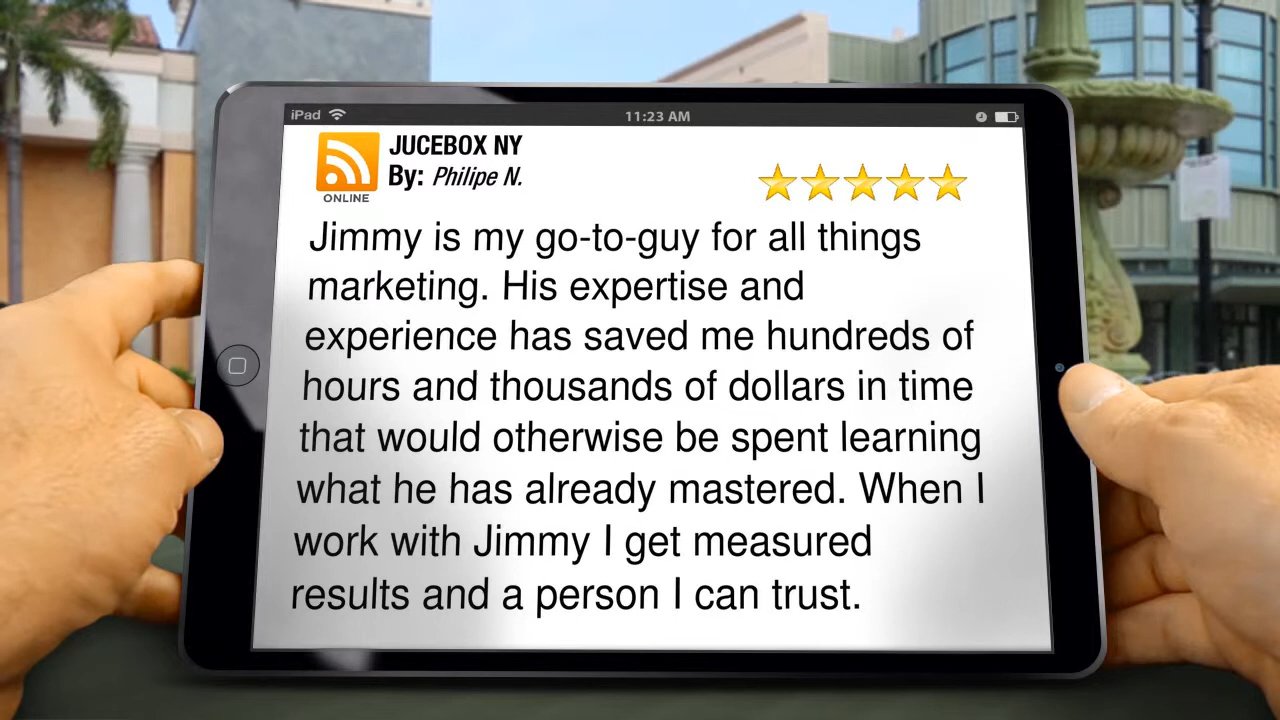 iPad
11:23 AM
JUCEBOX NY
By: Philipe N.
ONLINE
Jimmy is my go-to-guy for all things
marketing. His expertise and
experience has saved me hundreds of
hours and thousands of dollars in time
that would otherwise be spent learning
what he has already mastered. When I
work with Jimmy I get measured
results and a person I can trust.